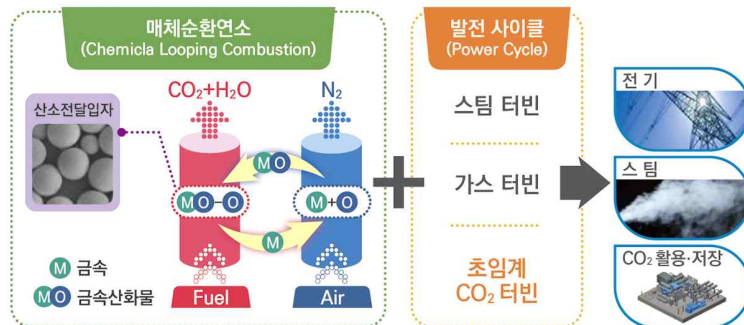 매체순환연소
(Chemicla Looping Combustion)
산소전달입자
CO₂+H₂O
N₂
MO
MO-O
M+O
M
M 금속
MO 금속산화물
Fuel
Air
+
발전 사이클
(Power Cycle)
스팀 터빈
가스 터빈
초임계
CO₂ 터빈
전 기
스 팀
CO₂ 활용·저장